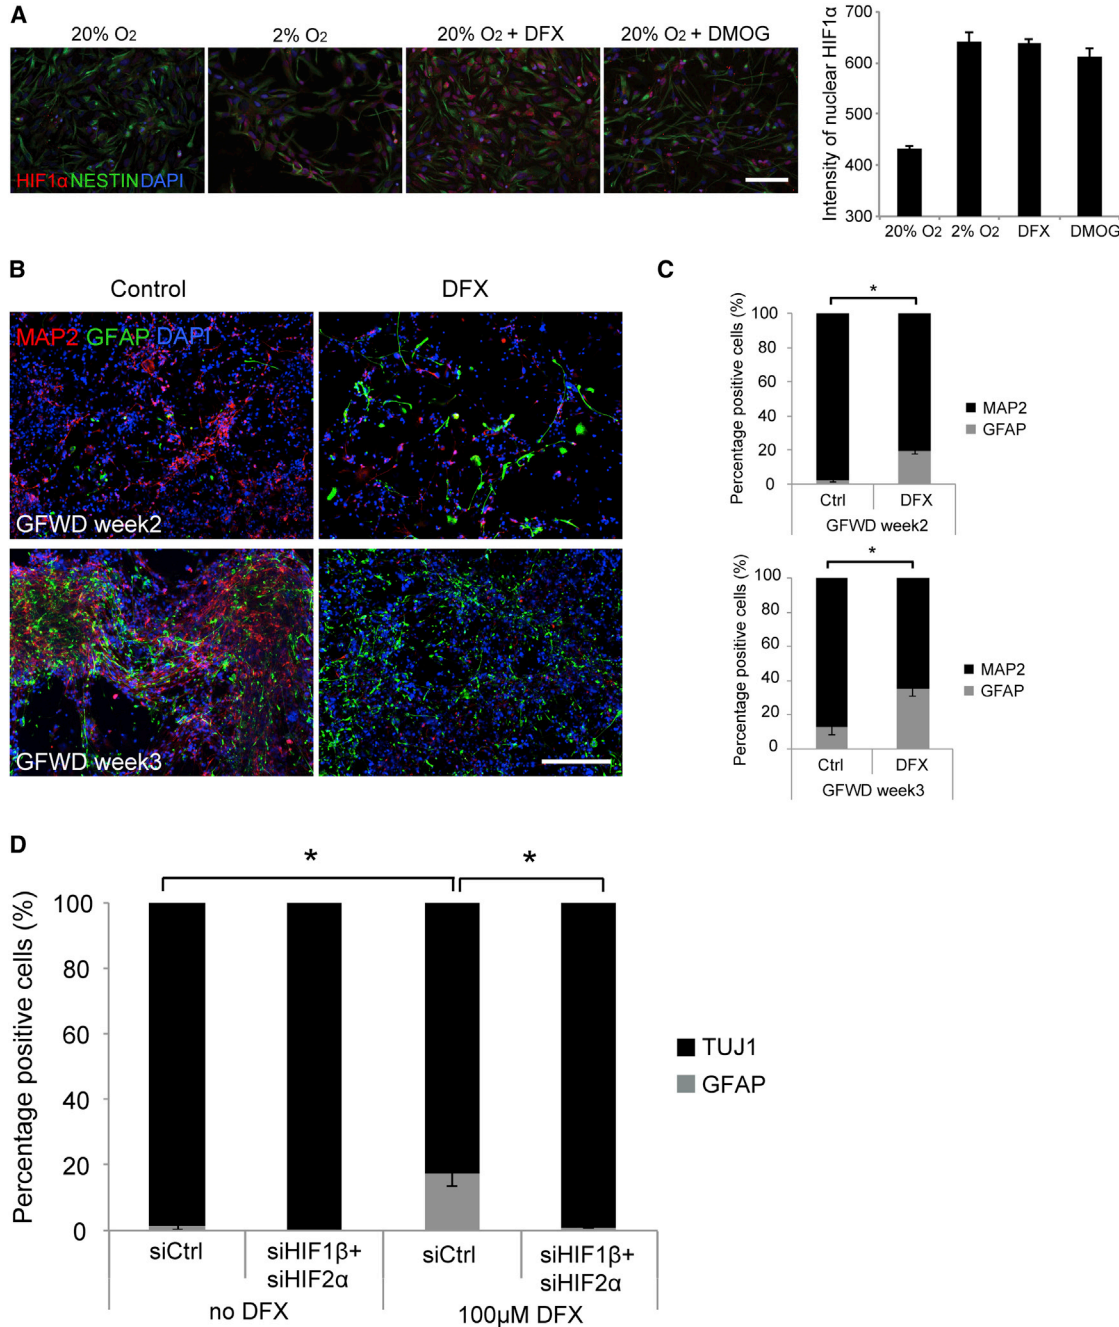 A
20% O2
2% O2
20% O2 + DFX
20% O2 + DMOG
HIF1α NESTIN DAPI
Intensity of nuclear HIF1α
700
600
500
400
300
20% O2
2% O2
DFX
DMOG
B
Control
DFX
MAP2 GFAP DAPI
GFWD week2
GFWD week3
C
*
Percentage positive cells (%)
100
80
60
40
20
0
Ctrl
DFX
GFWD week2
MAP2
GFAP
*
Percentage positive cells (%)
100
80
60
40
20
0
Ctrl
DFX
GFWD week3
MAP2
GFAP
D
*
*
Percentage positive cells (%)
100
80
60
40
20
0
siCtrl
siHIF1β+
siHIF2α
siCtrl
siHIF1β+
siHIF2α
no DFX
100µM DFX
TUJ1
GFAP